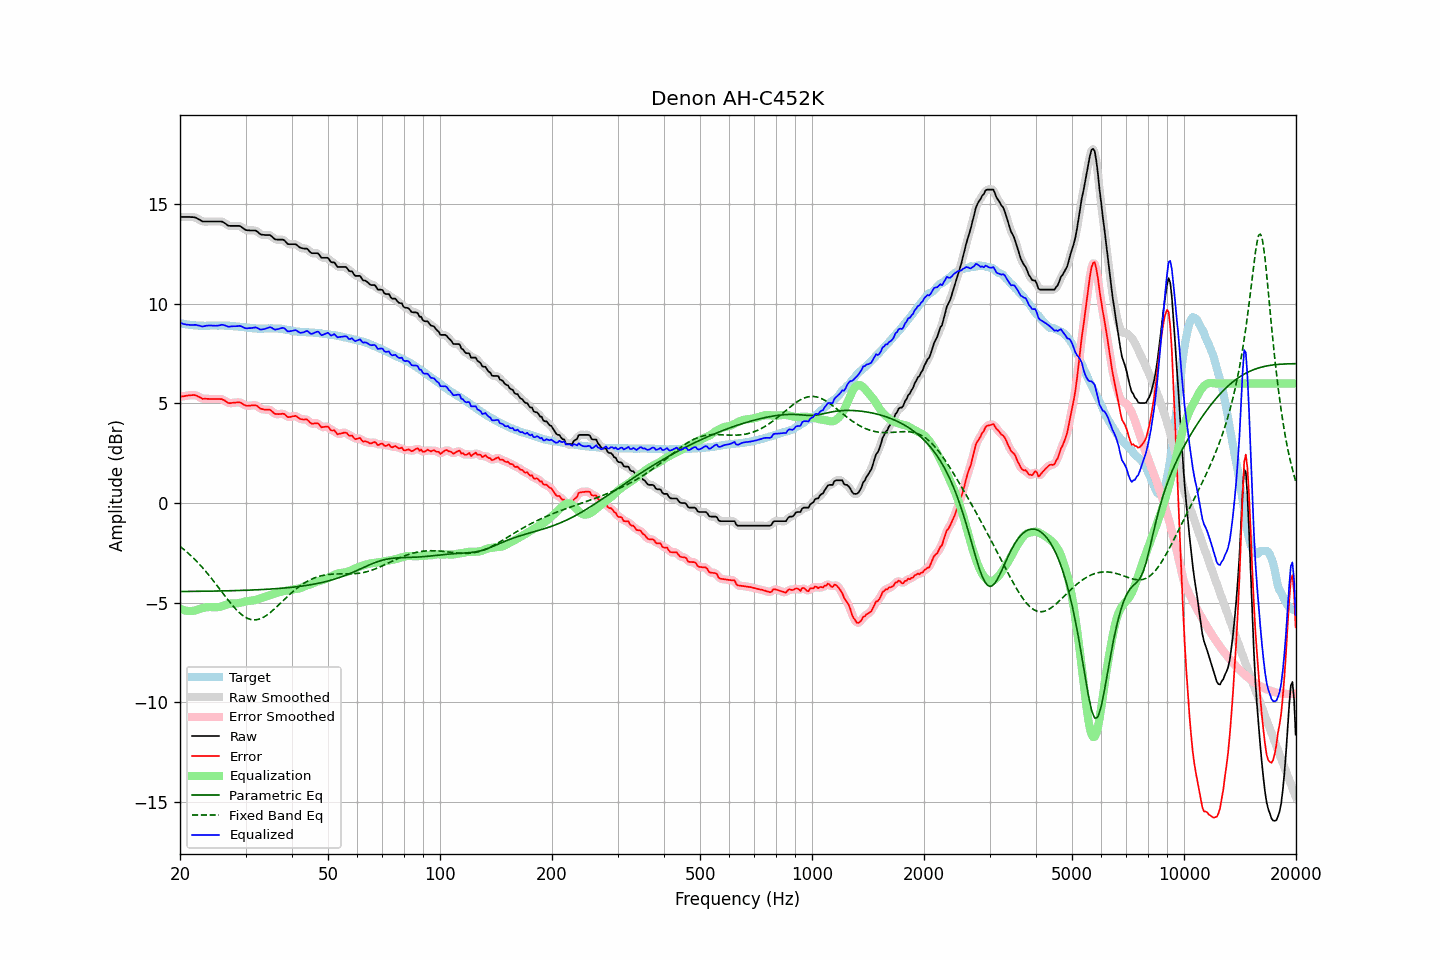 Denon AH-C452K
Amplitude (dBr)
15
10
5
0
−5
−10
−15
Target
Raw Smoothed
Error Smoothed
Raw
Error
Equalization
Parametric Eq
Fixed Band Eq
Equalized
20
50
100
200
500
1000
2000
5000
10000
20000
Frequency (Hz)